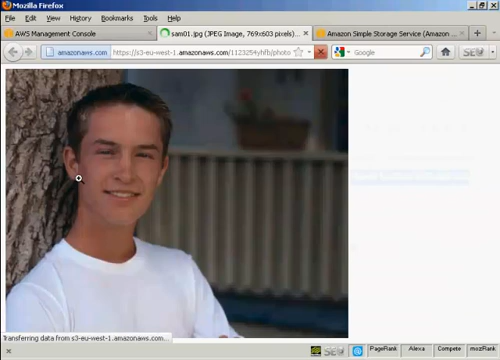 Mozilla Firefox
File Edit View History Bookmarks Tools Help
AWS Management Console
sam01.jpg (JPEG Image, 769x603 pixels)...
Amazon Simple Storage Service (Amazon ...
amazonaws.com
https://s3-eu-west-1.amazonaws.com/1123254yhfb/photo
Google
Transferring data from s3-eu-west-1.amazonaws.com...
PageRank
Alexa
Compete
mozRank